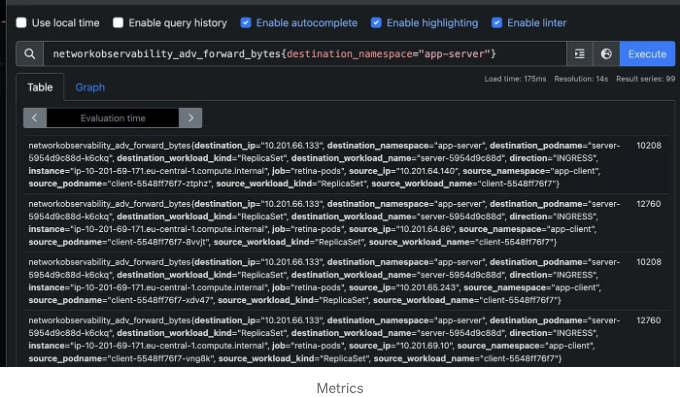 Use local time Enable query history Enable autocomplete Enable highlighting Enable linter
networkobservability_adv_forward_bytes{destination_namespace="app-server"} Execute
Load time: 175ms Resolution: 14s Result series: 99
Table Graph
< Evaluation time >
networkobservability_adv_forward_bytes{destination_ip="10.201.66.133", destination_namespace="app-server", destination_podname="server- 10208
5954d9c88d-k6ckq", destination_workload_kind="ReplicaSet", destination_workload_name="server-5954d9c88d", direction="INGRESS",
instance="ip-10-201-69-171.eu-central-1.compute.internal", job="retina-pods", source_ip="10.201.64.140", source_namespace="app-client",
source_podname="client-5548ff76f7-ztphz", source_workload_kind="ReplicaSet", source_workload_name="client-5548ff76f7"}
networkobservability_adv_forward_bytes{destination_ip="10.201.66.133", destination_namespace="app-server", destination_podname="server- 12760
5954d9c88d-k6ckq", destination_workload_kind="ReplicaSet", destination_workload_name="server-5954d9c88d", direction="INGRESS",
instance="ip-10-201-69-171.eu-central-1.compute.internal", job="retina-pods", source_ip="10.201.64.86", source_namespace="app-client",
source_podname="client-5548ff76f7-8vvjt", source_workload_kind="ReplicaSet", source_workload_name="client-5548ff76f7"}
networkobservability_adv_forward_bytes{destination_ip="10.201.66.133", destination_namespace="app-server", destination_podname="server- 10208
5954d9c88d-k6ckq", destination_workload_kind="ReplicaSet", destination_workload_name="server-5954d9c88d", direction="INGRESS",
instance="ip-10-201-69-171.eu-central-1.compute.internal", job="retina-pods", source_ip="10.201.65.243", source_namespace="app-client",
source_podname="client-5548ff76f7-xdv47", source_workload_kind="ReplicaSet", source_workload_name="client-5548ff76f7"}
networkobservability_adv_forward_bytes{destination_ip="10.201.66.133", destination_namespace="app-server", destination_podname="server- 12760
5954d9c88d-k6ckq", destination_workload_kind="ReplicaSet", destination_workload_name="server-5954d9c88d", direction="INGRESS",
instance="ip-10-201-69-171.eu-central-1.compute.internal", job="retina-pods", source_ip="10.201.69.10", source_namespace="app-client",
source_podname="client-5548ff76f7-vng8k", source_workload_kind="ReplicaSet", source_workload_name="client-5548ff76f7"}
Metrics